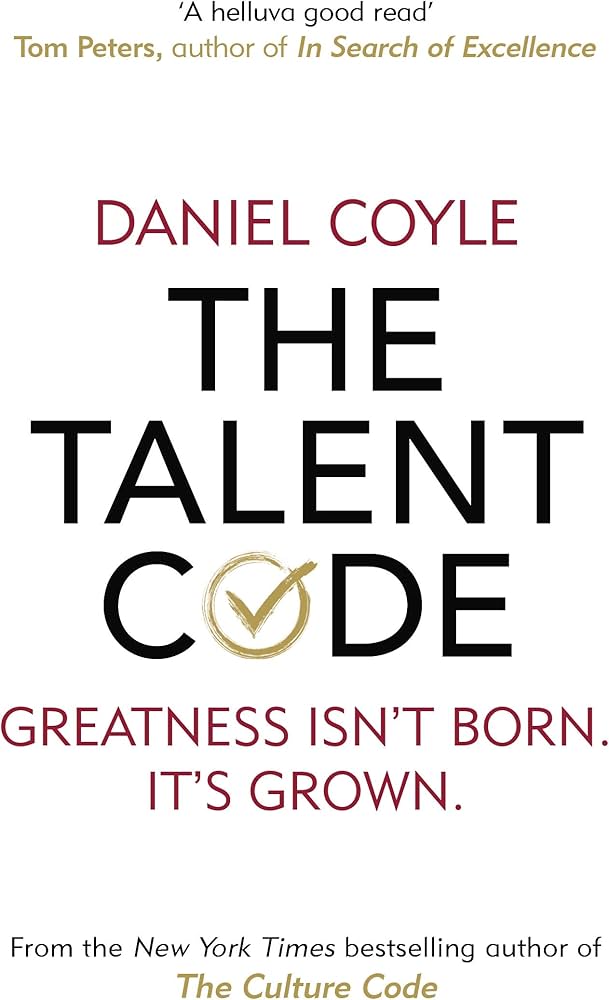 ‘A helluva good read’
Tom Peters, author of In Search of Excellence
DANIEL COYLE
THE
TALENT
CODE
GREATNESS ISN’T BORN.
IT’S GROWN.
From the New York Times bestselling author of
The Culture Code